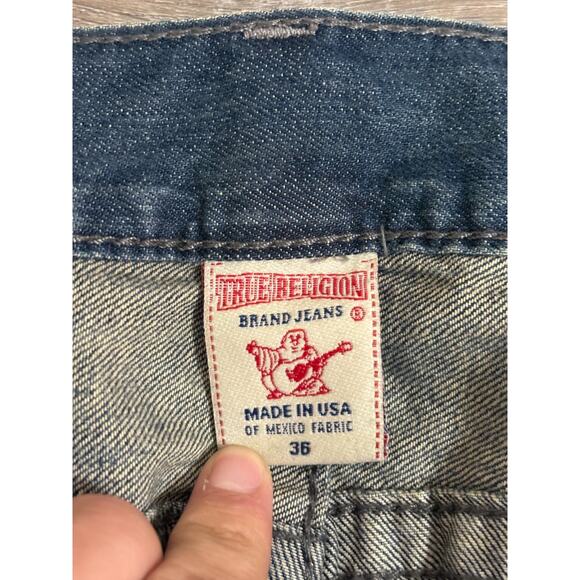 TRUE RELIGION
BRAND JEANS ®
MADE IN USA
OF MEXICO FABRIC
36